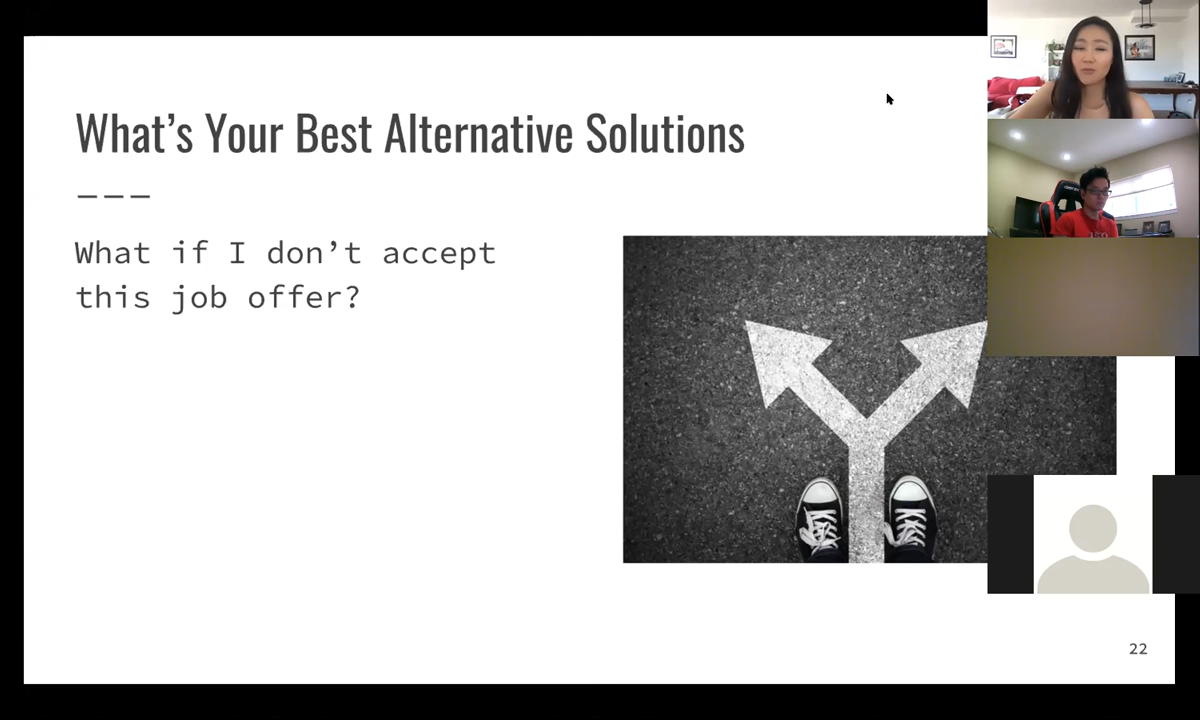 What's Your Best Alternative Solutions
What if I don't accept
this job offer?
22